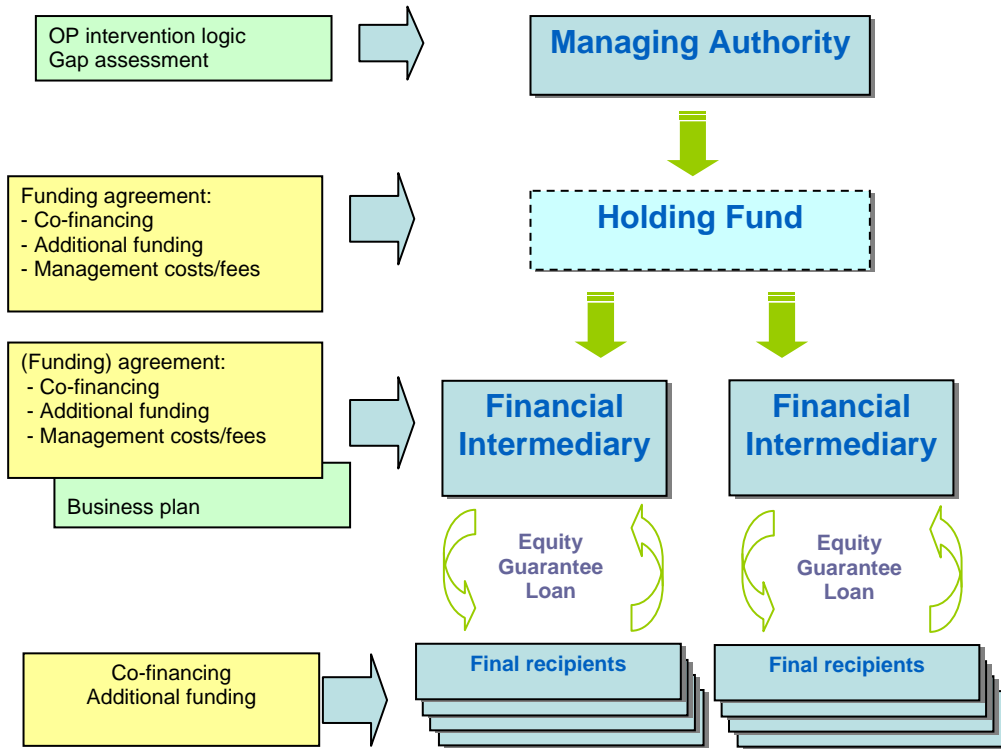 OP intervention logic
Gap assessment
Managing Authority
Funding agreement:
- Co-financing
- Additional funding
- Management costs/fees
Holding Fund
(Funding) agreement:
- Co-financing
- Additional funding
- Management costs/fees
Business plan
Financial
Intermediary
Financial
Intermediary
Equity
Guarantee
Loan
Equity
Guarantee
Loan
Co-financing
Additional funding
Final recipients
Final recipients